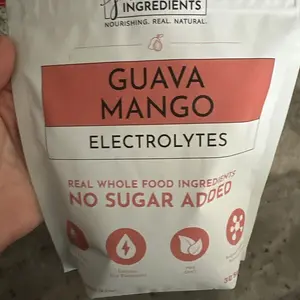 INGREDIENTS
NOURISHING. REAL. NATURAL.
GUAVA
MANGO
ELECTROLYTES
REAL WHOLE FOOD INGREDIENTS
NO SUGAR ADDED